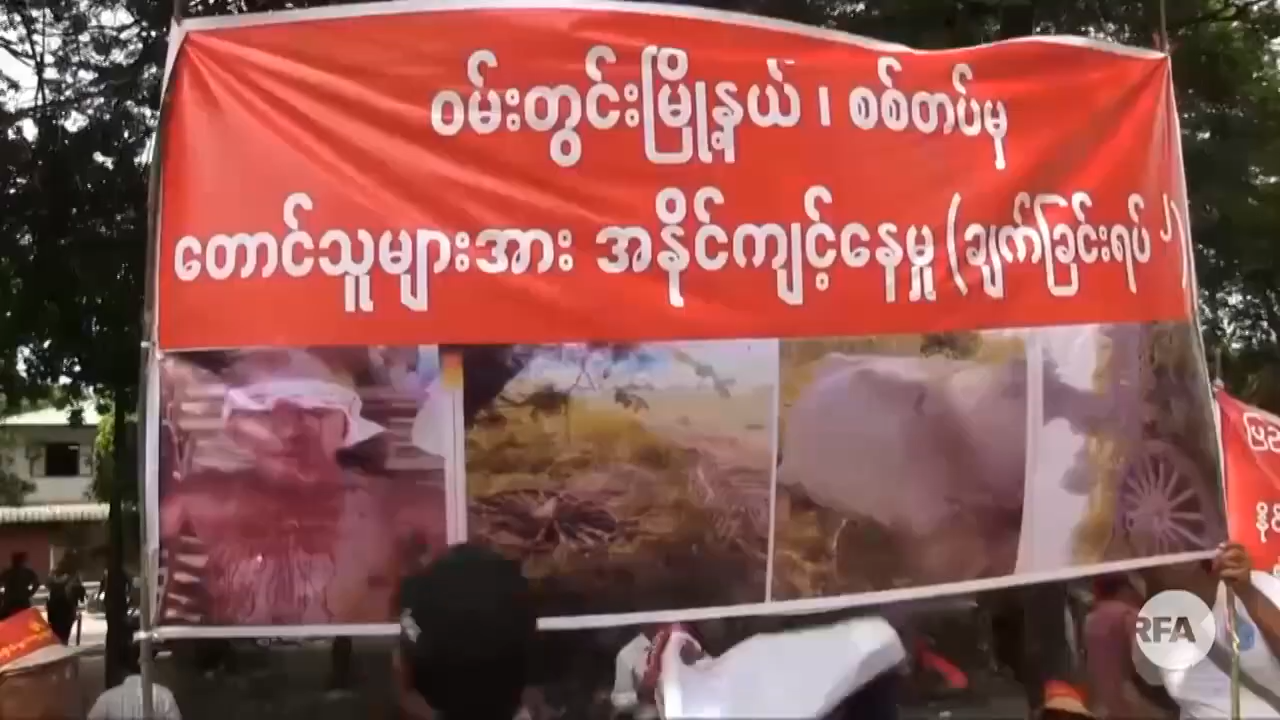 ဝမ်းတွင်းမြို့နယ် ၊ စစ်တပ်မှ
တောင်သူများအား အနိုင်ကျင့်နေမှု (ချက်ခြင်းရပ် ၂)
RFA